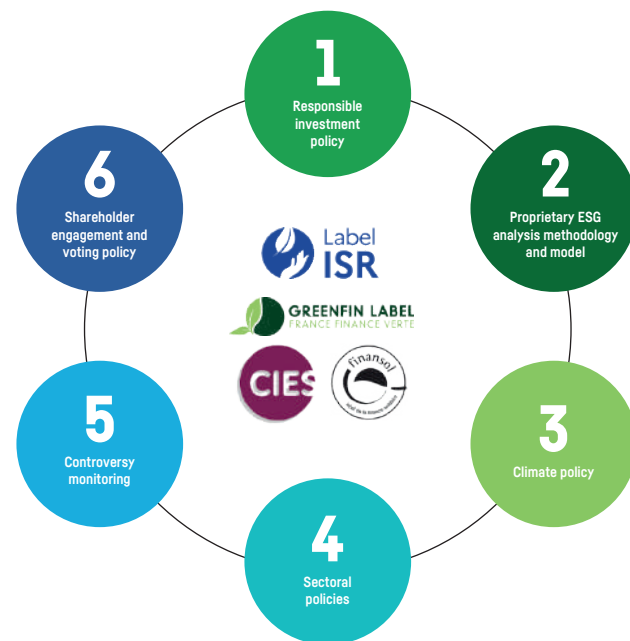 1
Responsible
investment
policy
2
Proprietary ESG
analysis methodology
and model
3
Climate policy
4
Sectoral
policies
5
Controversy
monitoring
6
Shareholder
engagement and
voting policy
Label
ISR
GREENFIN LABEL
FRANCE FINANCE VERTE
CIES
finansol